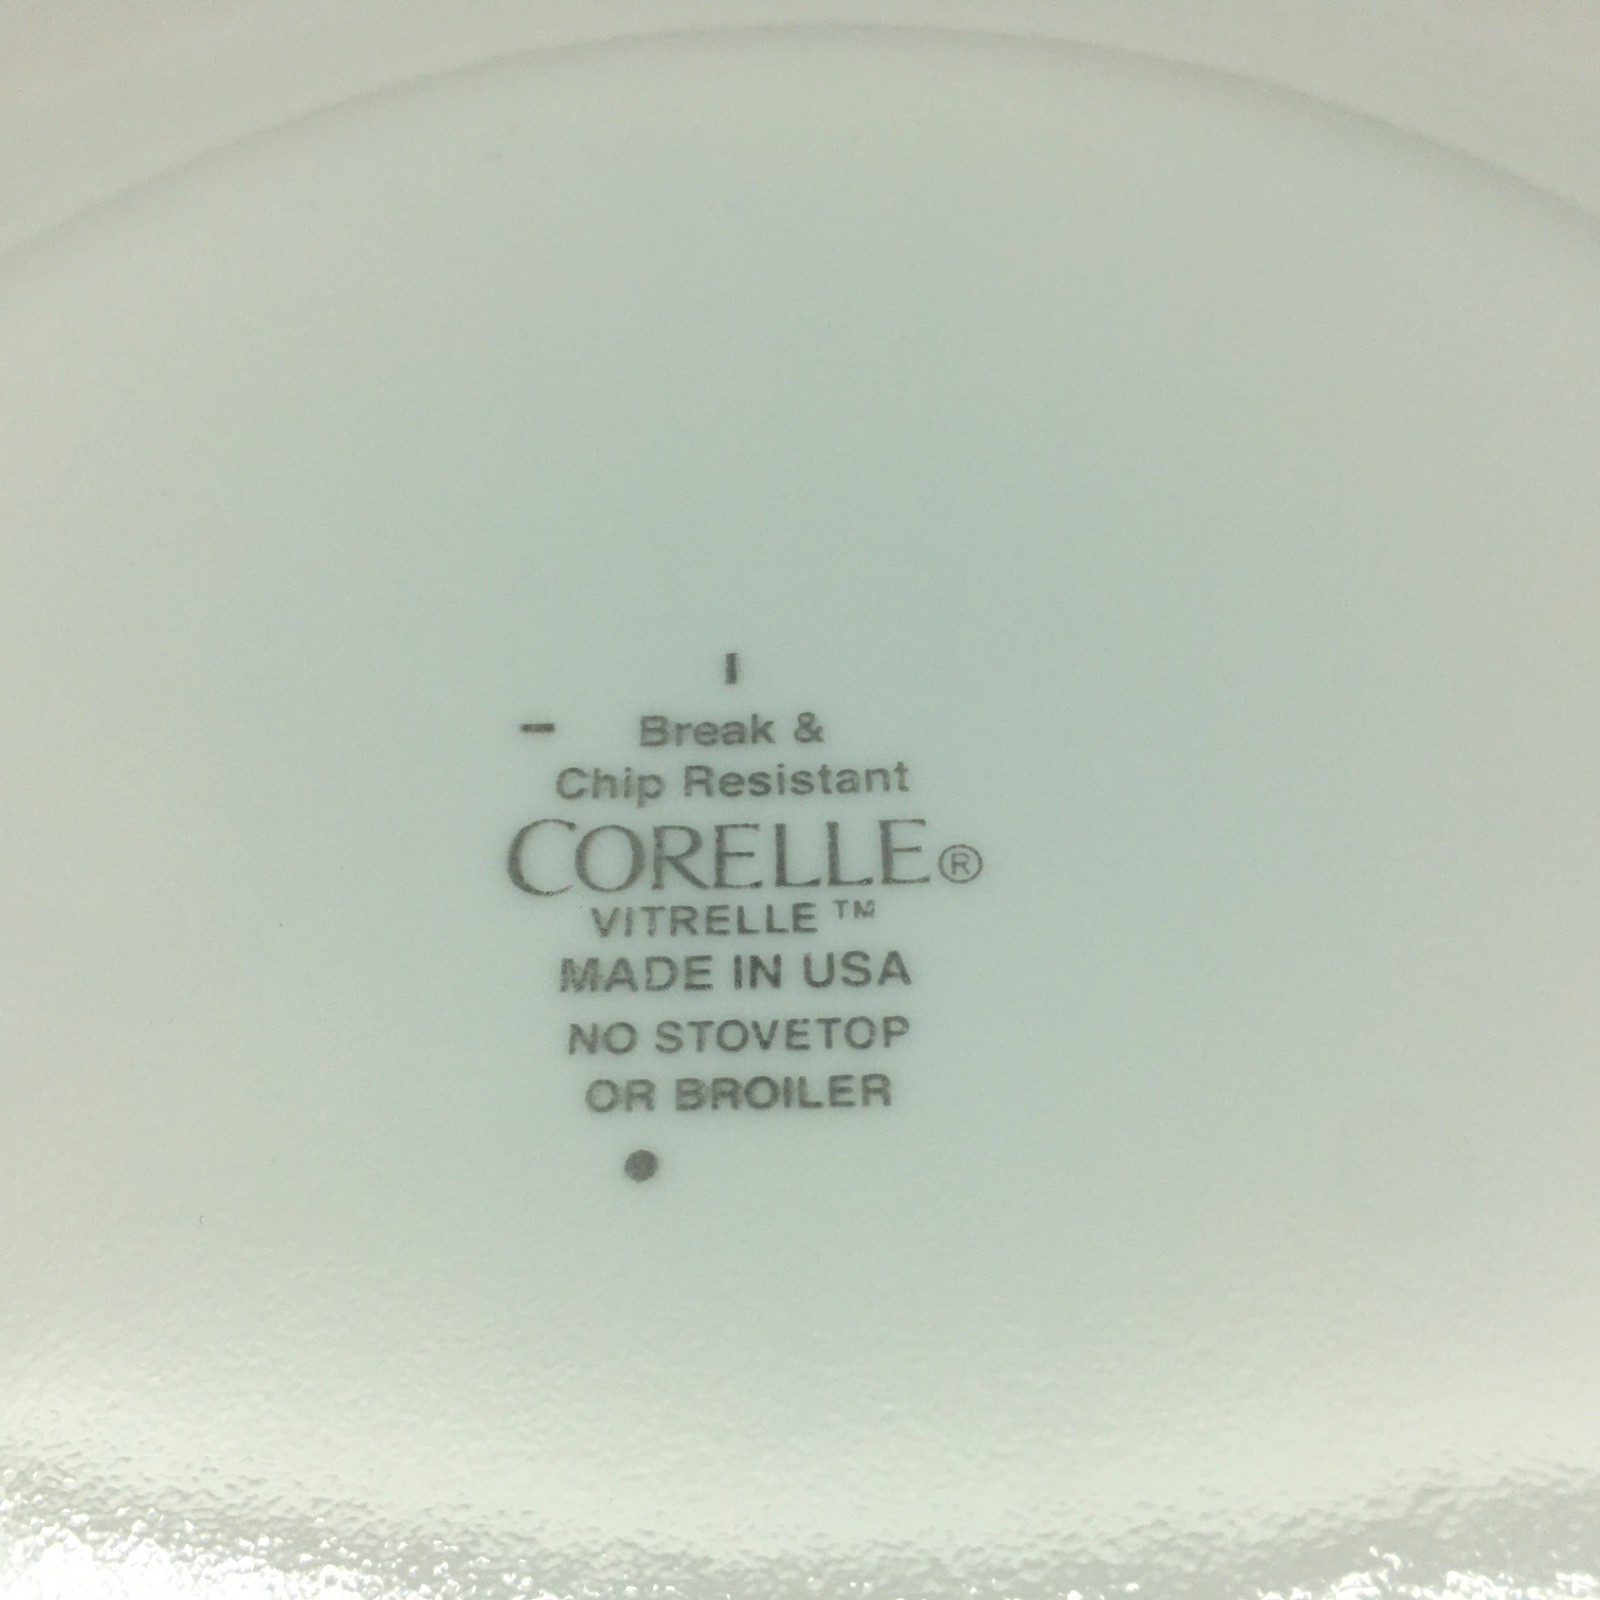 Break &
Chip Resistant
CORELLE®
VITRELLE™
MADE IN USA
NO STOVETOP
OR BROILER